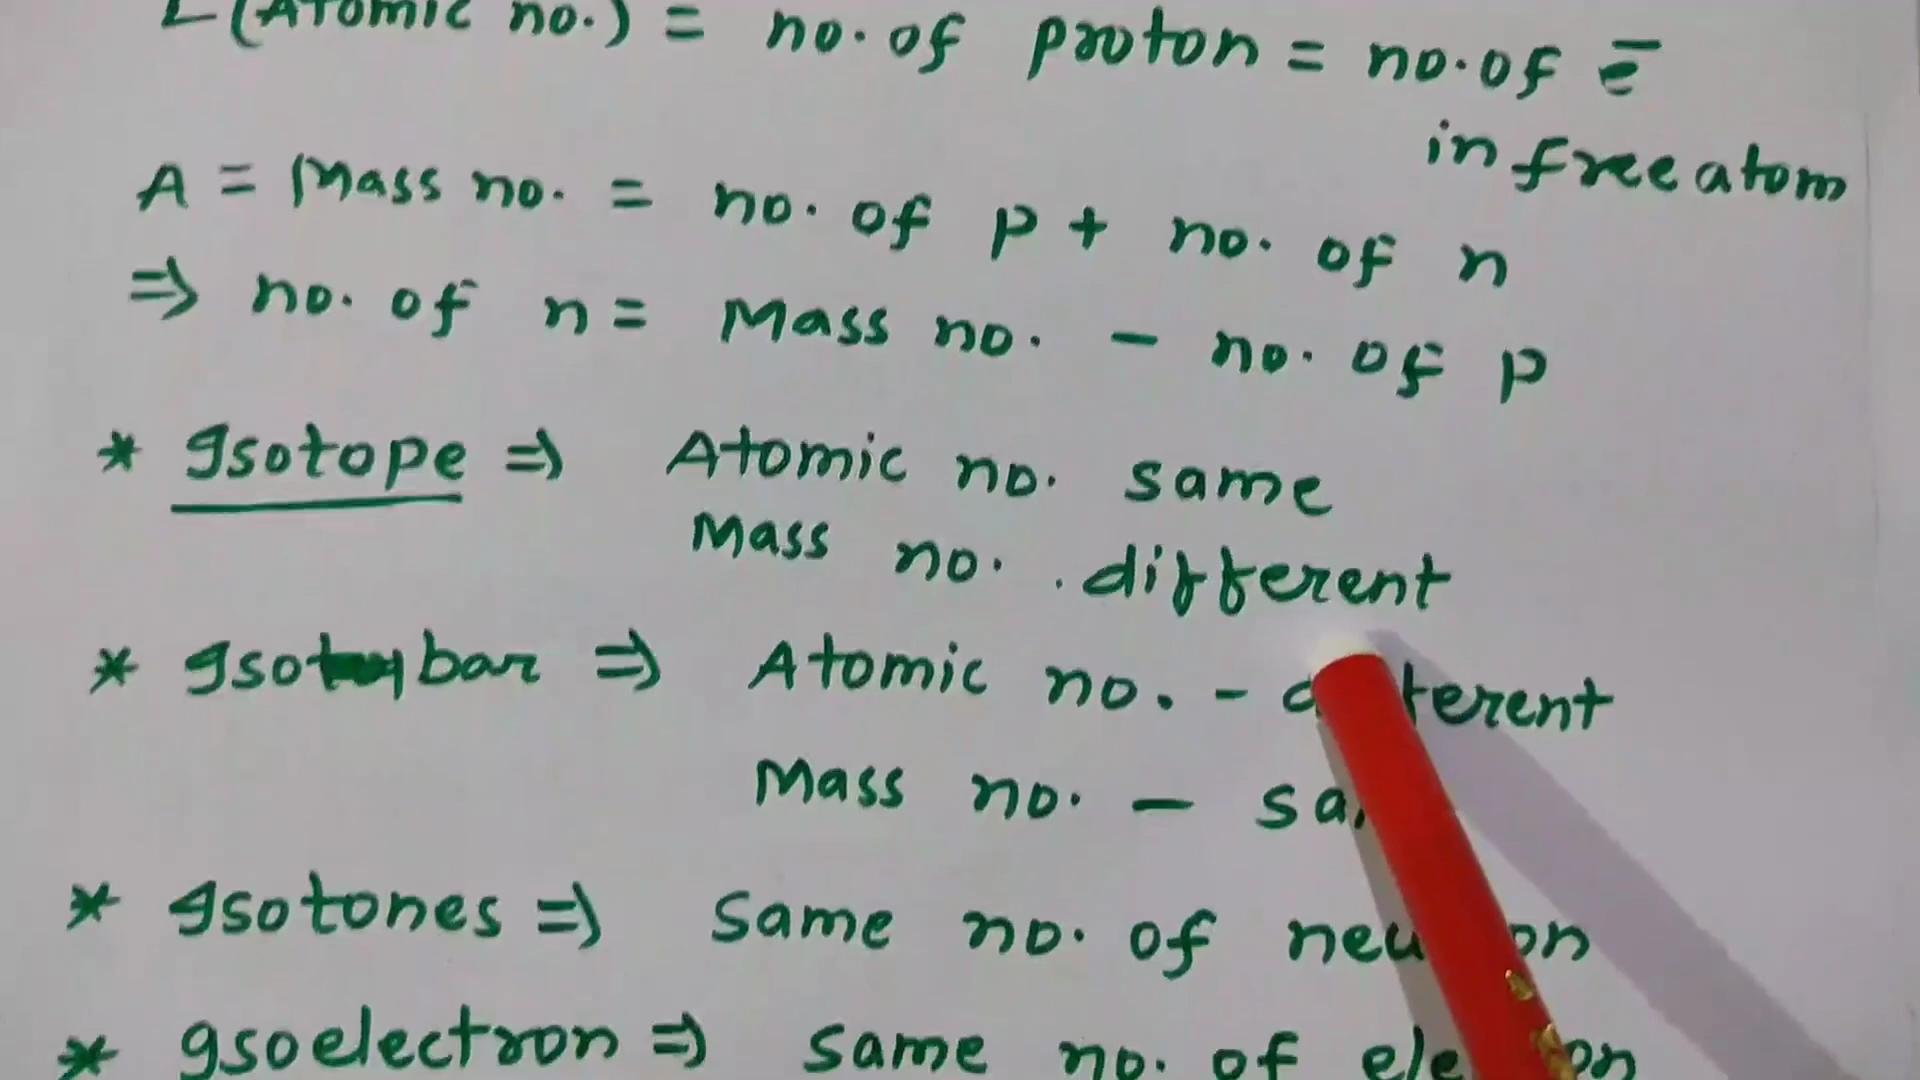 (Atomic no.) = no. of proton = no. of e̅
in free atom
A = Mass no. = no. of p + no. of n
⇒ no. of n = Mass no. - no. of p
* Isotope ⇒ Atomic no. same
Mass no. different
* Isobar ⇒ Atomic no. -
Mass no. -
* Isotones ⇒ same no. of
* Isoelectron ⇒ same no. of